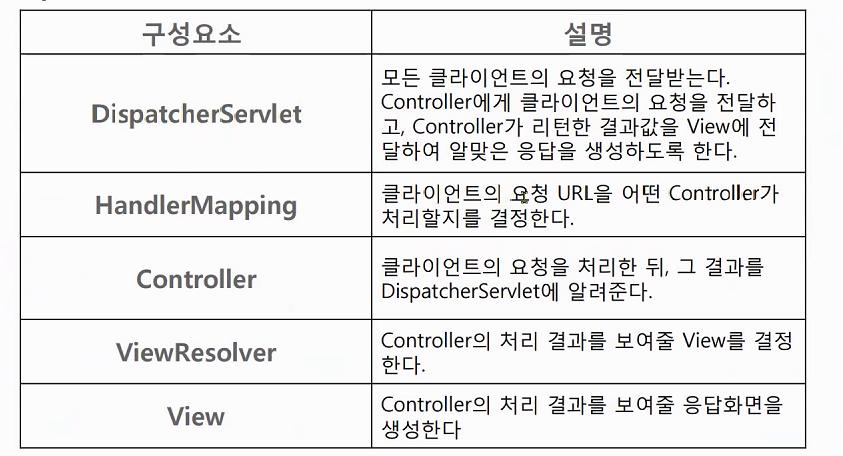 구성요소
설명
DispatcherServlet
모든 클라이언트의 요청을 전달받는다.
Controller에게 클라이언트의 요청을 전달하
고, Controller가 리턴한 결과값을 View에 전
달하여 알맞은 응답을 생성하도록 한다.
HandlerMapping
클라이언트의 요청 URL을 어떤 Controller가
처리할지를 결정한다.
Controller
클라이언트의 요청을 처리한 뒤, 그 결과를
DispatcherServlet에 알려준다.
ViewResolver
Controller의 처리 결과를 보여줄 View를 결정
한다.
View
Controller의 처리 결과를 보여줄 응답화면을
생성한다